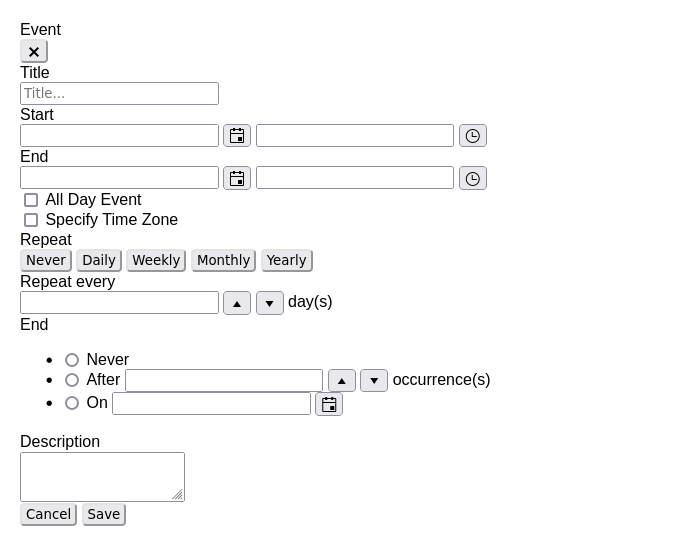 Event
Title
Title...
Start
End
All Day Event
Specify Time Zone
Repeat
Never Daily Weekly Monthly Yearly
Repeat every
day(s)
End
Never
After occurrence(s)
On
Description
Cancel Save